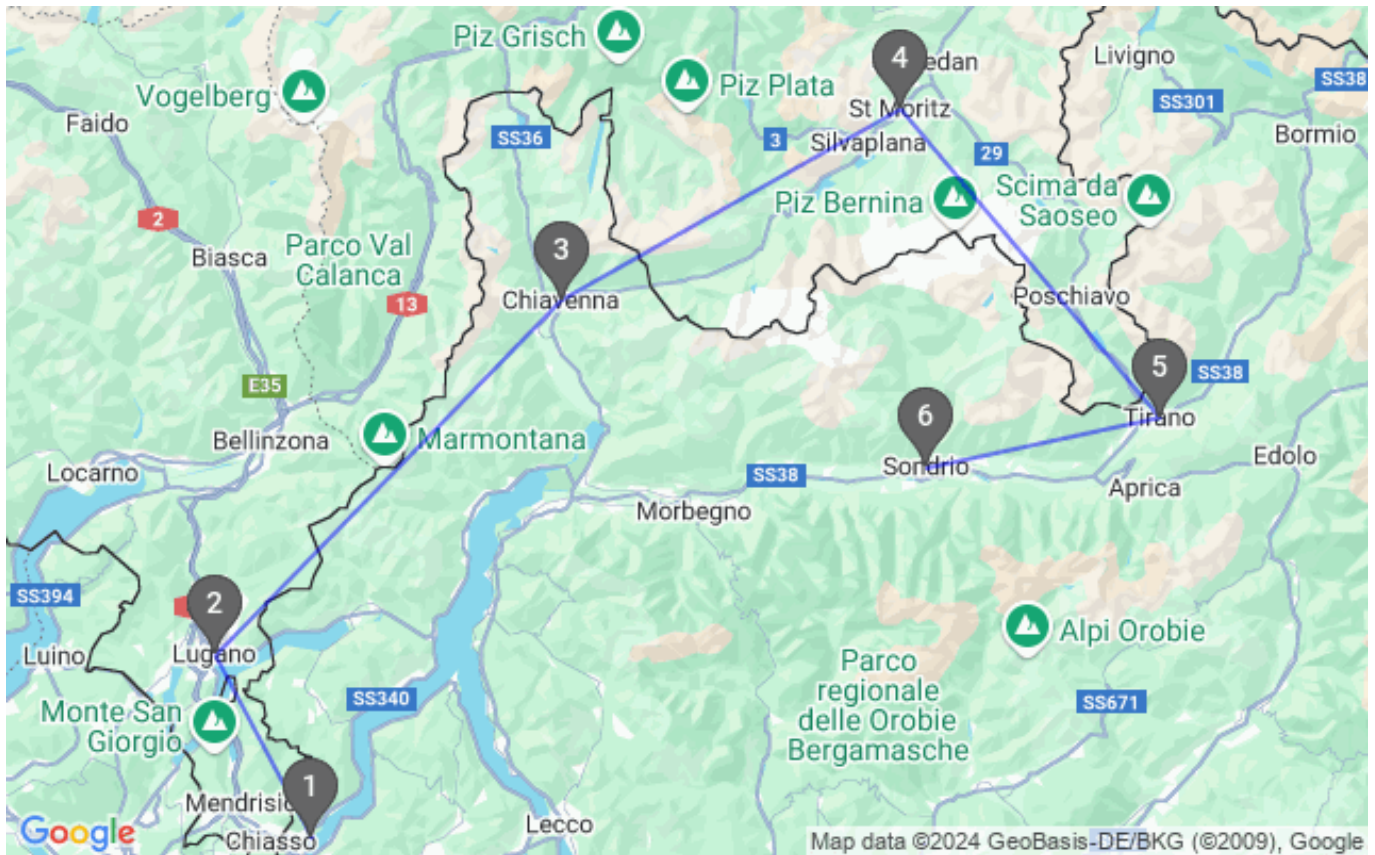 Piz Grisch
4
edan
Livigno
SS38
Vogelberg
Piz Plata
SS301
Faido
St Moritz
SS36
3
Silvaplana
29
Bormio
Piz Bernina
Scima da
Saoseo
2
Biasca
Parco Val
Calanca
3
13
Chiavenna
Poschiavo
E35
5
SS38
6
Tirano
Bellinzona
Marmontana
Locarno
Sondrio
SS38
Edolo
Aprica
Morbegno
SS394
2
Luino
Lugano
Alpi Orobie
Parco
regionale
delle Orobie
Bergamasche
SS340
SS671
Monte San
Giorgio
1
Mendrisio
Chiasso
Lecco
Google
Map data ©2024 GeoBasis-DE/BKG (©2009), Google